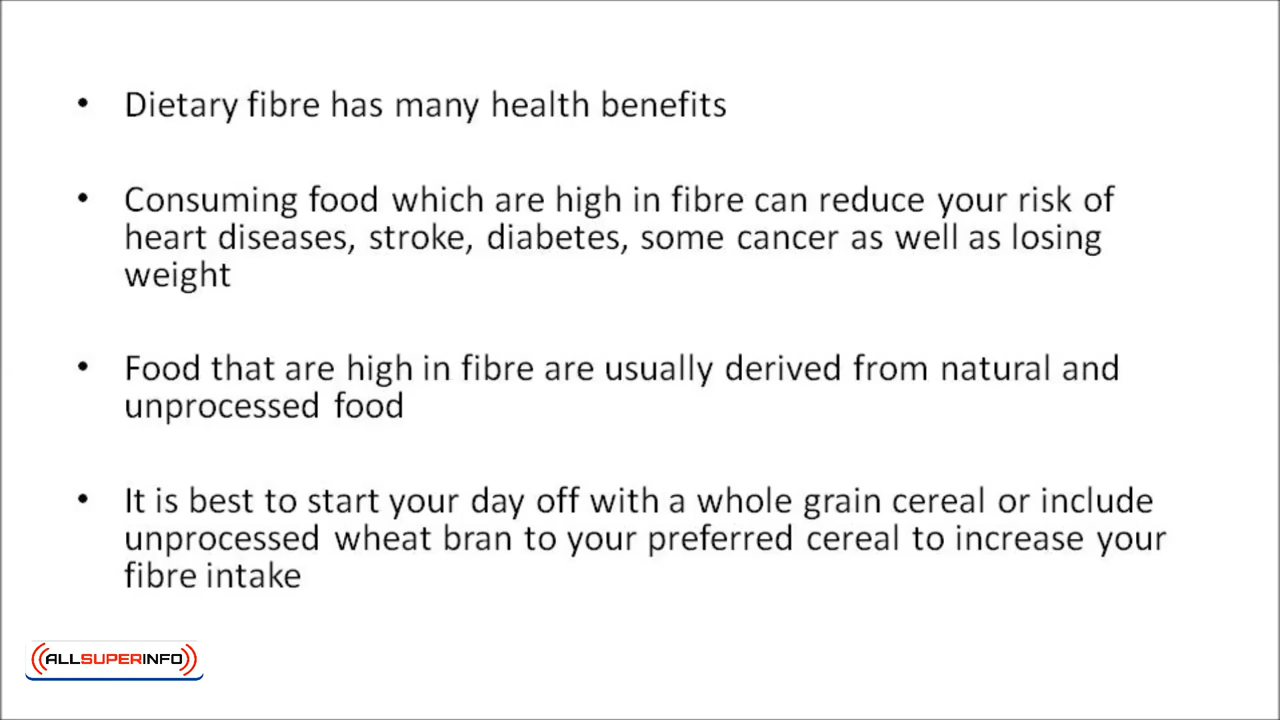 • Dietary fibre has many health benefits
• Consuming food which are high in fibre can reduce your risk of
heart diseases, stroke, diabetes, some cancer as well as losing
weight
• Food that are high in fibre are usually derived from natural and
unprocessed food
• It is best to start your day off with a whole grain cereal or include
unprocessed wheat bran to your preferred cereal to increase your
fibre intake
ALLSUPERINFO